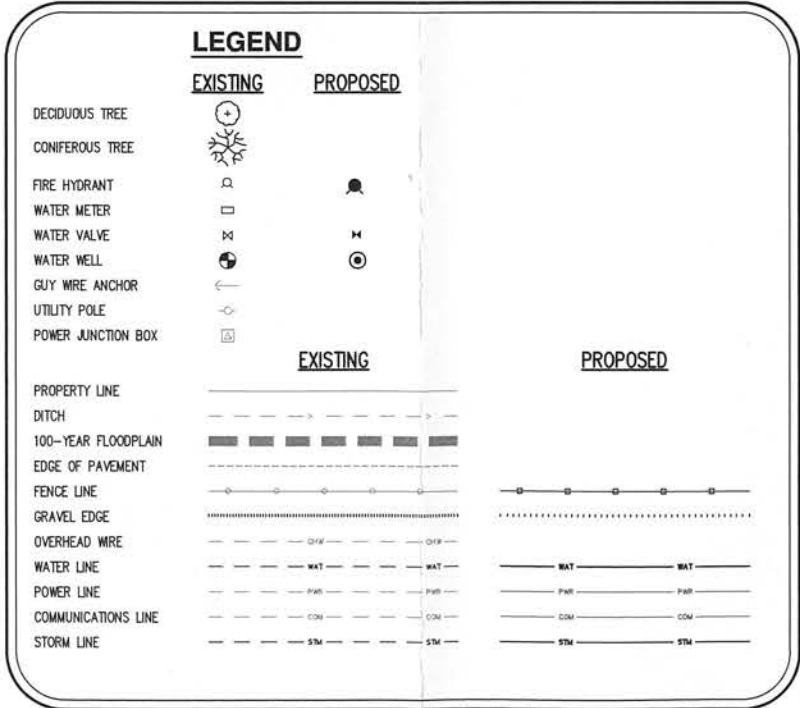 LEGEND
EXISTING PROPOSED
DECIDUOUS TREE
CONIFEROUS TREE
FIRE HYDRANT
WATER METER
WATER VALVE
WATER WELL
GUY WIRE ANCHOR
UTILITY POLE
POWER JUNCTION BOX
EXISTING PROPOSED
PROPERTY LINE
DITCH
100-YEAR FLOODPLAIN
EDGE OF PAVEMENT
FENCE LINE
GRAVEL EDGE
OVERHEAD WIRE OHW OHW
WATER LINE WAT WAT WAT WAT
POWER LINE PWR PWR PWR PWR
COMMUNICATIONS LINE COM COM COM COM
STORM LINE STM STM STM STM